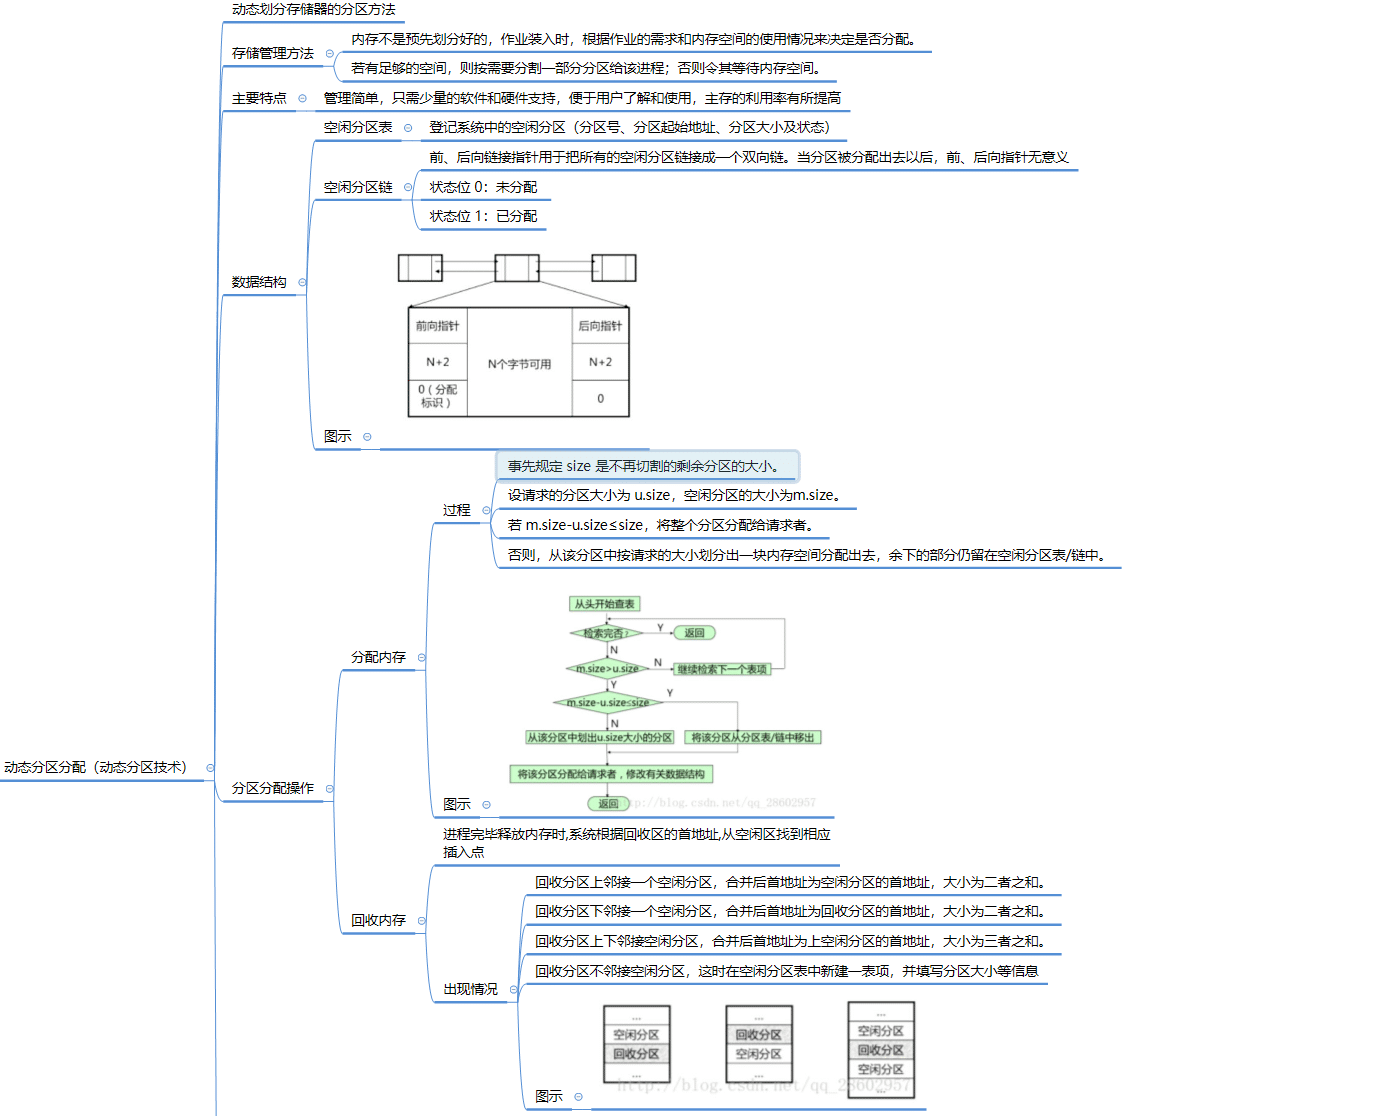 动态划分存储器的分区方法
存储管理方法
内存不是预先划分好的，作业装入时，根据作业的需求和内存空间的使用情况来决定是否分配。
若有足够的空间，则按需要分割一部分分区给该进程；否则令其等待内存空间。
主要特点
管理简单，只需少量的软件和硬件支持，便于用户了解和使用，主存的利用率有所提高
空闲分区表
登记系统中的空闲分区（分区号、分区起始地址、分区大小及状态）
前、后向链接指针用于把所有的空闲分区链接成一个双向链。当分区被分配出去以后，前、后向指针无意义
空闲分区链
状态位 0：未分配
状态位 1：已分配
数据结构
前向指针
后向指针
N+2
N个字节可用
N+2
0（分配
标识）
0
图示
事先规定 size 是不再切割的剩余分区的大小。
设请求的分区大小为 u.size，空闲分区的大小为m.size。
过程
若 m.size-u.size≤size，将整个分区分配给请求者。
否则，从该分区中按请求的大小划分出一块内存空间分配出去，余下的部分仍留在空闲分区表/链中。
从头开始查表
检索完否？
Y
返回
N
分配内存
m.size>u.size
N
继续检索下一个表项
Y
m.size-u.size≤size
Y
N
从该分区中划出u.size大小的分区
将该分区从分区表/链中移出
将该分区分配给请求者，修改有关数据结构
返回
http://blog.csdn.net/qq_28602957
图示
动态分区分配（动态分区技术）
分区分配操作
进程完毕释放内存时,系统根据回收区的首地址,从空闲区找到相应
插入点
回收分区上邻接一个空闲分区，合并后首地址为空闲分区的首地址，大小为二者之和。
回收内存
回收分区下邻接一个空闲分区，合并后首地址为回收分区的首地址，大小为二者之和。
回收分区上下邻接空闲分区，合并后首地址为上空闲分区的首地址，大小为三者之和。
回收分区不邻接空闲分区，这时在空闲分区表中新建一表项，并填写分区大小等信息
出现情况
...
空闲分区
回收分区
...
...
回收分区
空闲分区
...
...
空闲分区
回收分区
空闲分区
...
http://blog.csdn.net/qq_28602957
图示